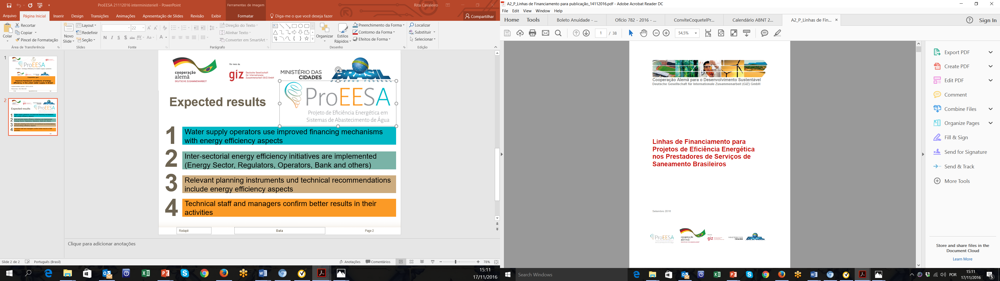 ProEESA 21112016 interministeriell - PowerPoint
Ferramentas de Imagem
Rita Cavaleiro
Arquivo Página Inicial Inserir Design Transições Animações Apresentação de Slides Revisão Exibir Formatar Diga-me o que você deseja fazer Compartilhar
Colar
Recortar
Copiar
Pincel de Formatação
Área de Transferência
Novo
Slide
Layout
Redefinir
Seção
Slides
22
N I S S abc AV Aa A
Fonte
Direção do Texto
Alinhar Texto
Converter em SmartArt
Parágrafo
Organizar
Estilos
Rápidos
Preenchimento da Forma
Contorno da Forma
Efeitos de Forma
Desenho
Localizar
Substituir
Selecionar
Edição
1
ProEESA
Improve framework conditions of energy
efficiency in the urban water supply in Brazil
2
Expected results
cooperação
alemã
DEUTSCHE ZUSAMMENARBEIT
Por meio da:
giz Deutsche Gesellschaft
für Internationale
Zusammenarbeit (GIZ) GmbH
MINISTÉRIO DAS
CIDADES
BRASIL
GOVERNO FEDERAL
Expected results
ProEESA
Projeto de Eficiência Energética em
Sistemas de Abastecimento de Água
1 Water supply operators use improved financing mechanisms
with energy efficiency aspects
2 Inter-sectorial energy efficiency initiatives are implemented
(Energy Sector, Regulators, Operators, Bank and others)
3 Relevant planning instruments und technical recommendations
include energy efficiency aspects
4 Technical staff and managers confirm better results in their
activities
Rodapé
Data
Page 2
Clique para adicionar anotações
Slide 2 de 2 Português (Brasil) Anotações Comentários 78%
15:11
17/11/2016
A2_P_Linhas de Financiamento para publicação_14112016.pdf - Adobe Acrobat Reader DC
File Edit View Window Help
Home Tools Boleto Anuidade - ... Ofício 782 - 2016 - ... ConviteCoquetelPr... Calendário ABNT 2... A2_P_Linhas de Fin... Sign In
1 / 38 54,5%
Cooperação Alemã para o Desenvolvimento Sustentável
Deutsche Gesellschaft für Internationale Zusammenarbeit (GIZ) GmbH
Linhas de Financiamento para
Projetos de Eficiência Energética
nos Prestadores de Serviços de
Saneamento Brasileiros
Setembro 2016
ProEESA
cooperação
alemã
giz
MINISTÉRIO DAS
CIDADES
BRASIL
Export PDF
Create PDF
Edit PDF
Comment
Combine Files
Organize Pages
Fill & Sign
Send for Signature
Send & Track
More Tools
Store and share files in the
Document Cloud
Learn More
Search Windows
POR
15:11
17/11/2016
5